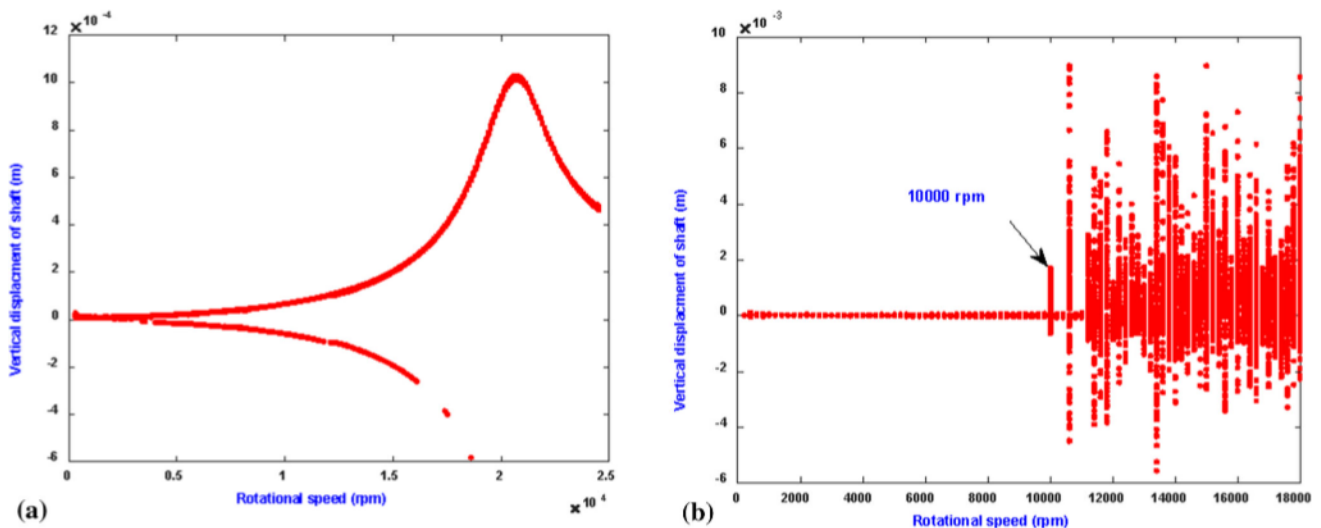 × 10 -4
12
10
8
6
4
2
0
-2
-4
-6
Vertical displacment of shaft (m)
0 0.5 1 1.5 2 2.5
Rotational speed (rpm)
× 10 4
(a)
× 10 -3
10
8
6
4
2
0
-2
-4
-6
Vertical displacment of shaft (m)
10000 rpm
0 2000 4000 6000 8000 10000 12000 14000 16000 18000
Rotational speed (rpm)
(b)